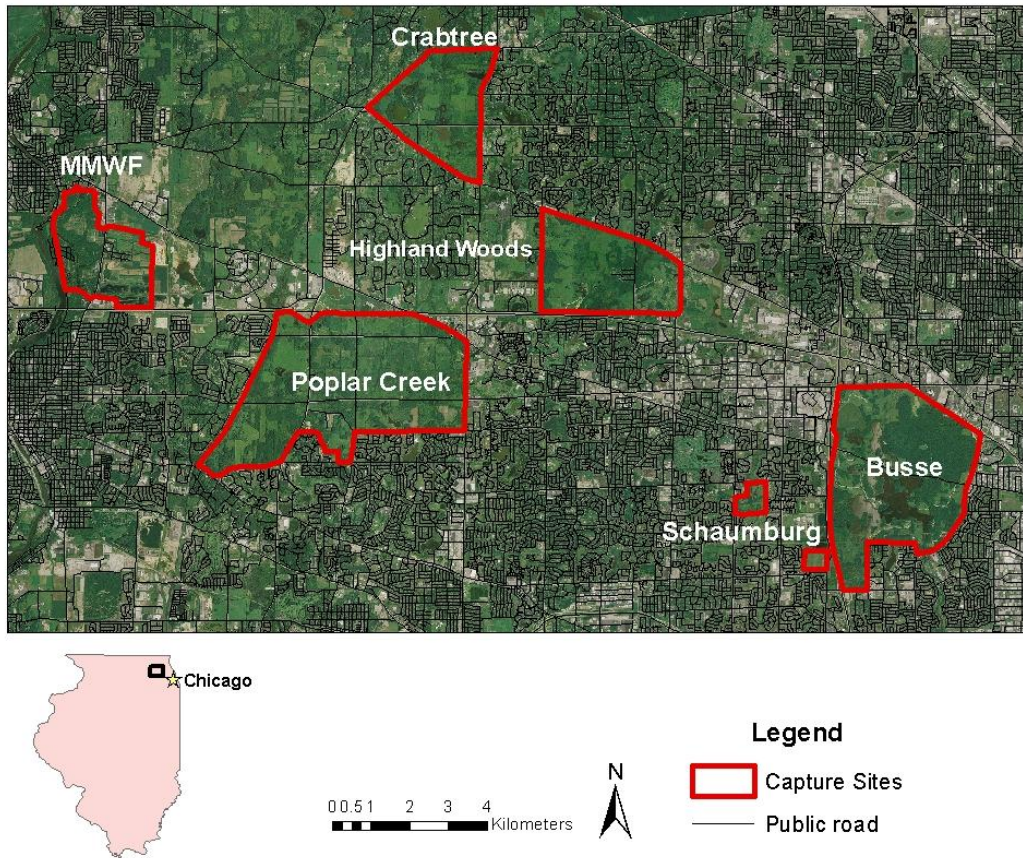 Crabtree
MMWF
Highland Woods
Poplar Creek
Busse
Schaumburg
Chicago
Legend
N
Capture Sites
0 0.5 1 2 3 4
Kilometers
Public road